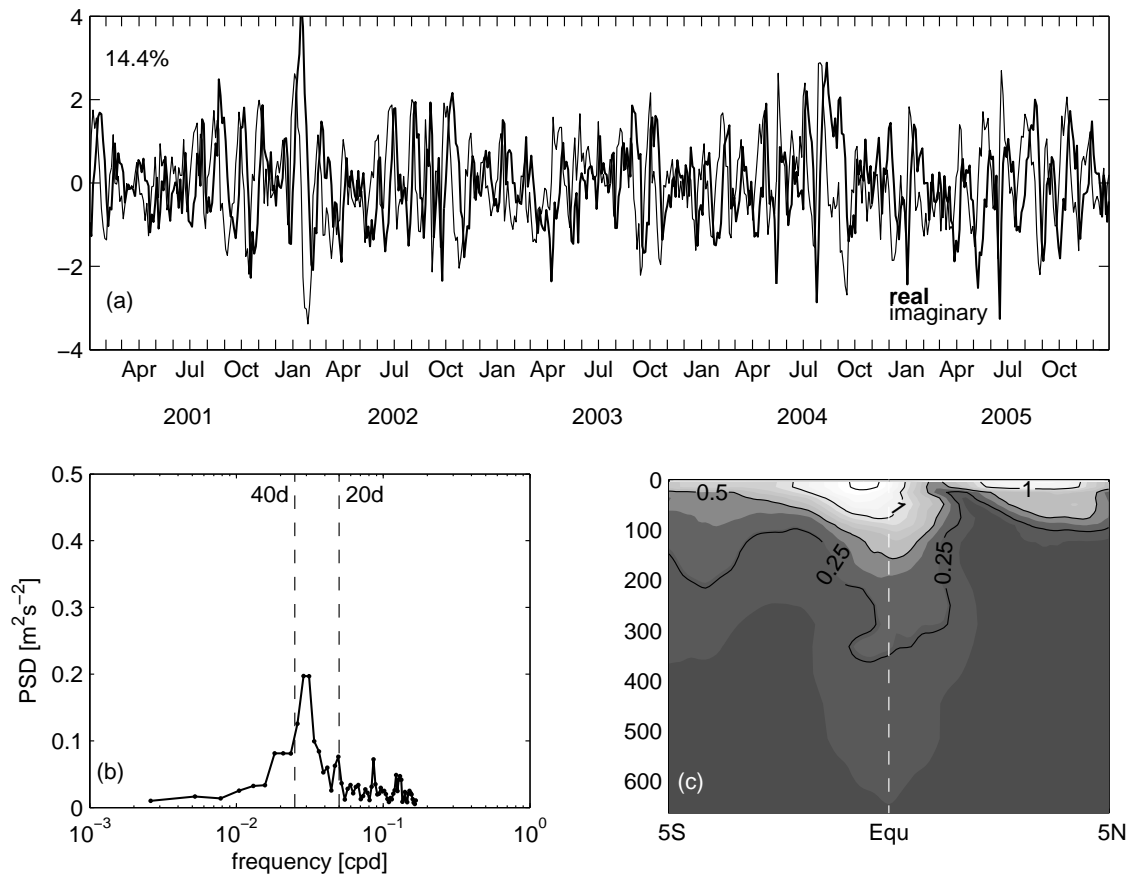 4
14.4%
2
0
−2
(a)
real
imaginary
−4
Apr Jul Oct Jan Apr Jul Oct Jan Apr Jul Oct Jan Apr Jul Oct Jan Apr Jul Oct
2001 2002 2003 2004 2005
0.5
40d 20d
0.4
0.3
0.2
0.1
0
PSD [m²s⁻²]
(b)
10⁻³ 10⁻² 10⁻¹ 10⁰
frequency [cpd]
0
0.5 1 1
100
0.25 0.25
200
300
400
500
600
(c)
5S Equ 5N